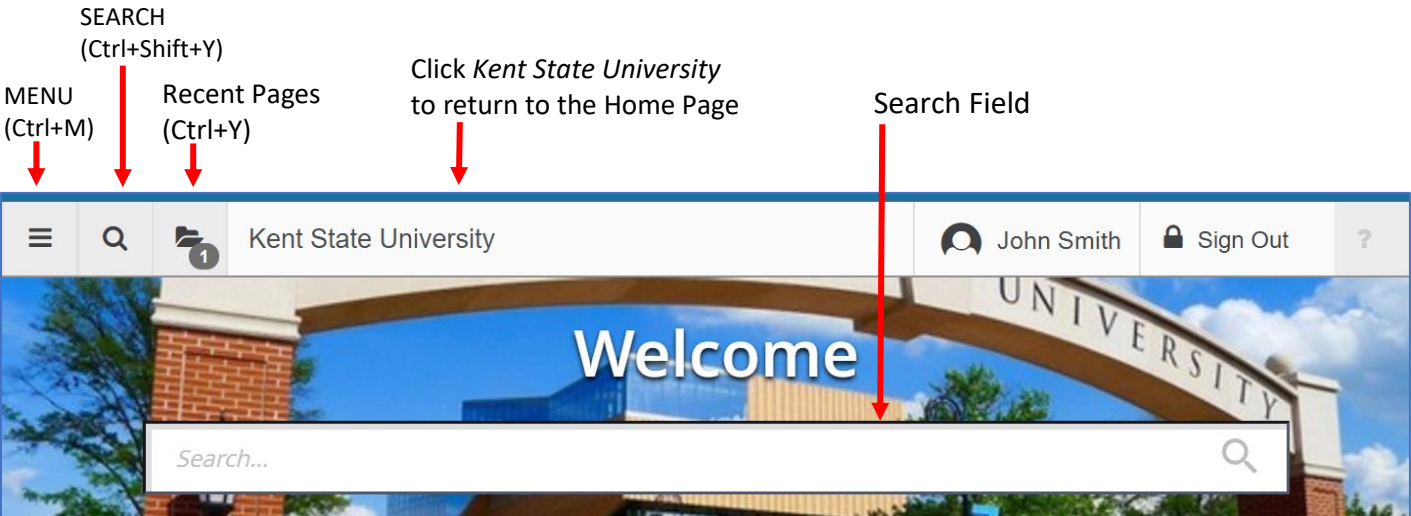 SEARCH
(Ctrl+Shift+Y)
MENU
(Ctrl+M)
Recent Pages
(Ctrl+Y)
Click Kent State University
to return to the Home Page
Search Field
1
Kent State University
John Smith
Sign Out
?
UNIVERSITY
Welcome
Search...